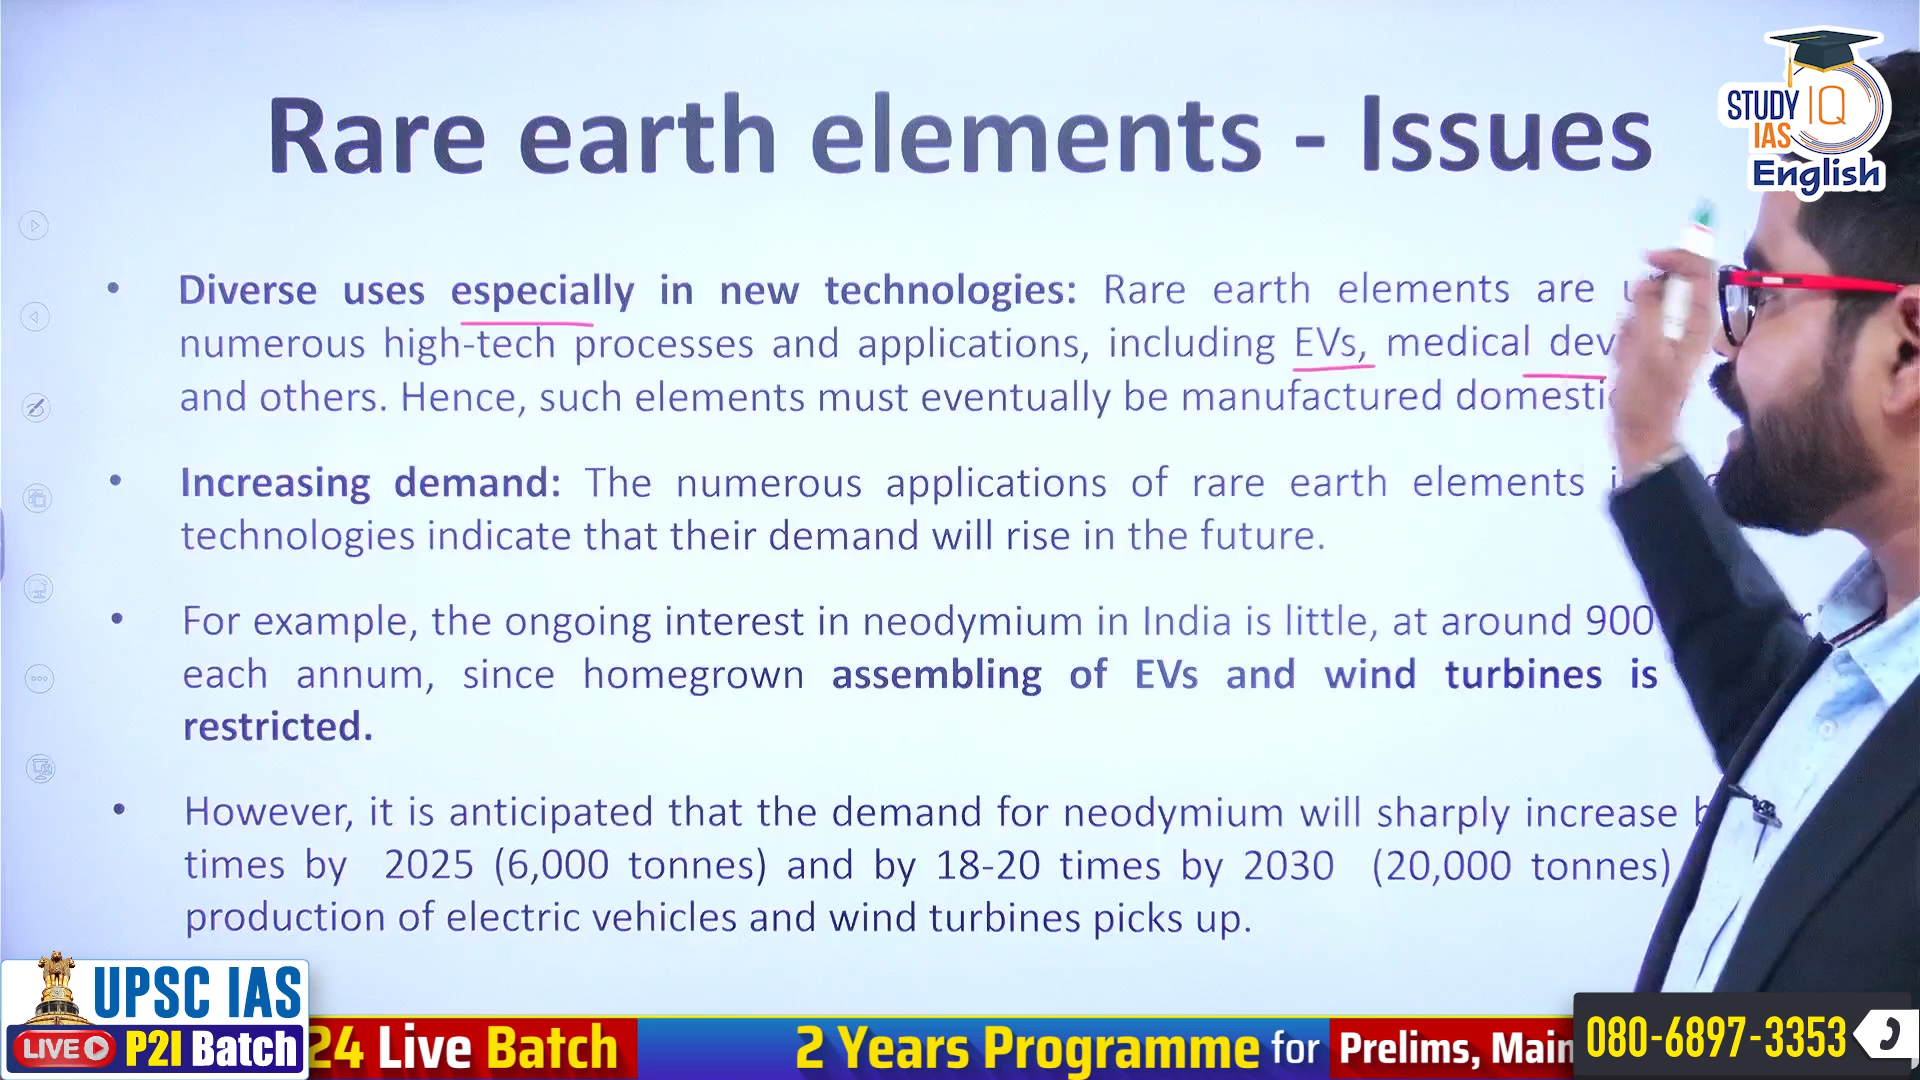 Rare earth elements - Issues
STUDY IQ
IAS
English
• Diverse uses especially in new technologies: Rare earth elements are
numerous high-tech processes and applications, including EVs, medical
and others. Hence, such elements must eventually be manufactured
• Increasing demand: The numerous applications of rare earth elements
technologies indicate that their demand will rise in the future.
• For example, the ongoing interest in neodymium in India is little, at around 900
each annum, since homegrown assembling of EVs and wind turbines is
restricted.
• However, it is anticipated that the demand for neodymium will sharply increase
times by 2025 (6,000 tonnes) and by 18-20 times by 2030 (20,000 tonnes)
production of electric vehicles and wind turbines picks up.
UPSC IAS
LIVE P2I Batch
24 Live Batch 2 Years Programme for Prelims, Main
080-6897-3353